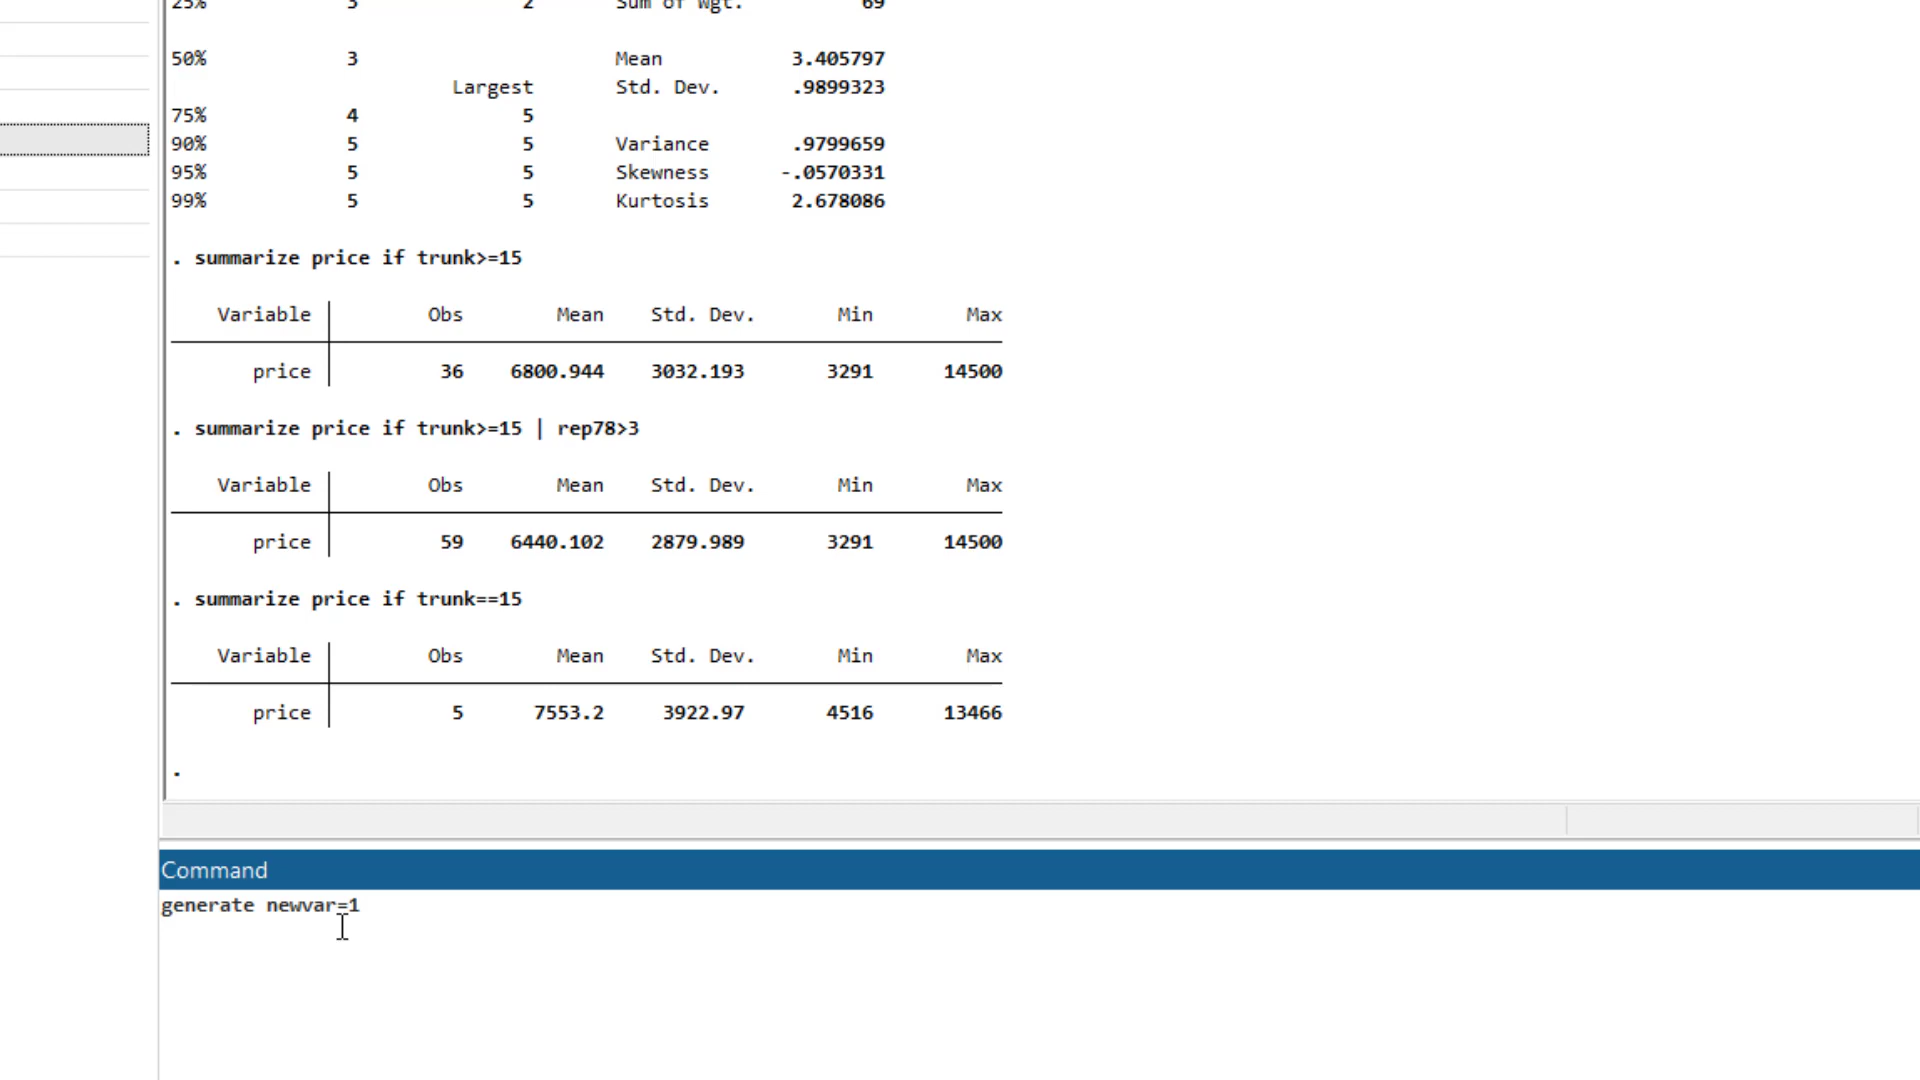 25% 3 2 Sum of Wgt. 69
50% 3 Mean 3.405797
Largest Std. Dev. .9899323
75% 4 5
90% 5 5 Variance .9799659
95% 5 5 Skewness -.0570331
99% 5 5 Kurtosis 2.678086
. summarize price if trunk>=15
Variable Obs Mean Std. Dev. Min Max
price 36 6800.944 3032.193 3291 14500
. summarize price if trunk>=15 | rep78>3
Variable Obs Mean Std. Dev. Min Max
price 59 6440.102 2879.989 3291 14500
. summarize price if trunk==15
Variable Obs Mean Std. Dev. Min Max
price 5 7553.2 3922.97 4516 13466
.
Command
generate newvar=1